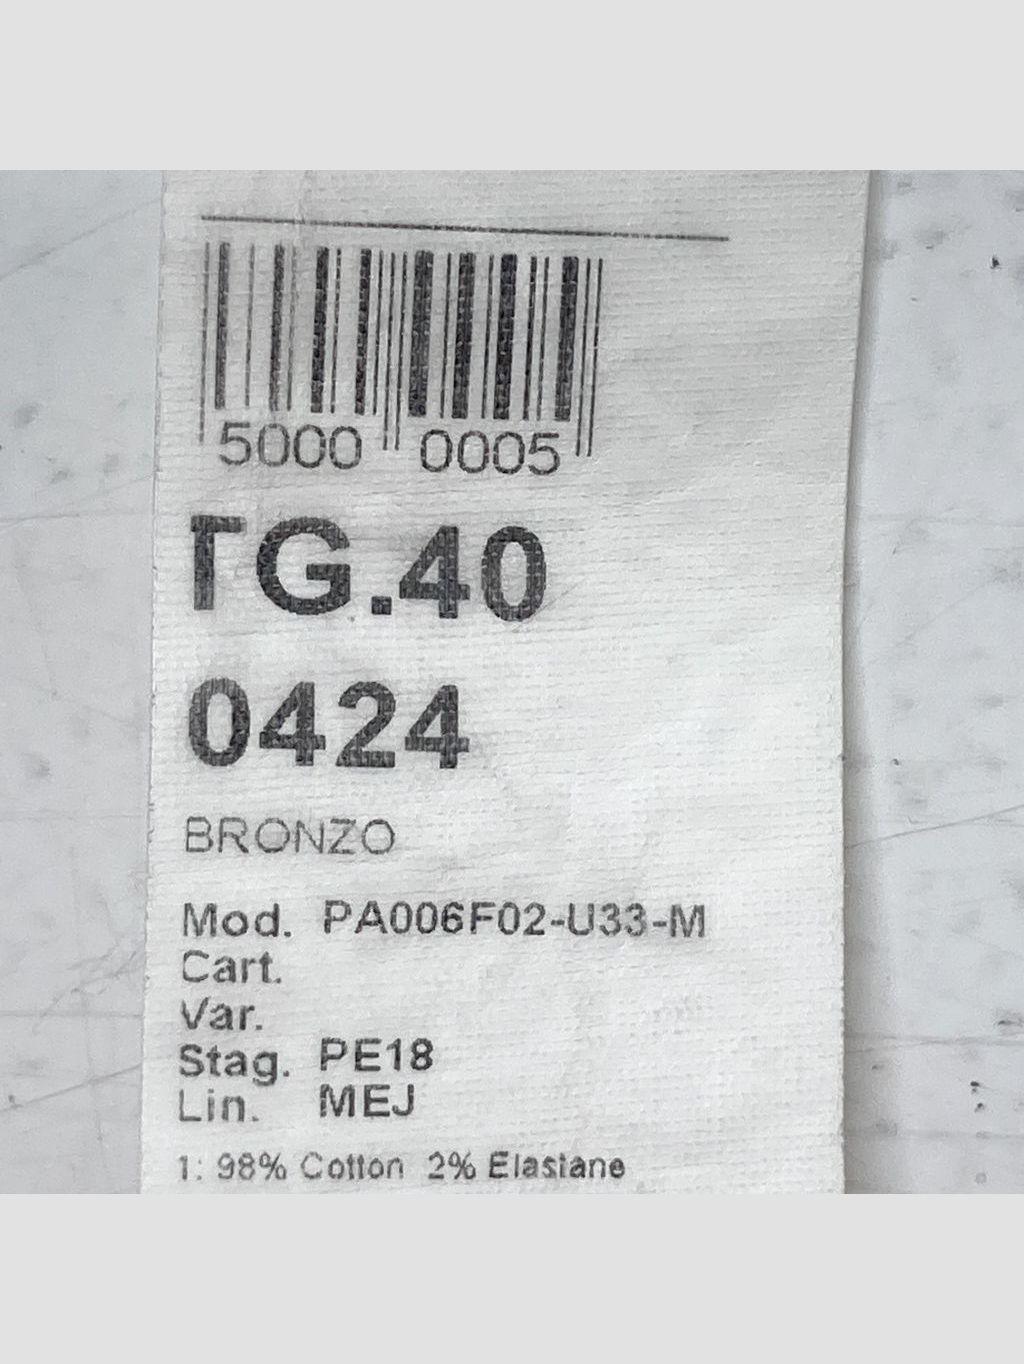 5000 0005
TG.40
0424
BRONZO
Mod. PA006F02-U33-M
Cart.
Var.
Stag. PE18
Lin. MEJ
1: 98% Cotton 2% Elastane